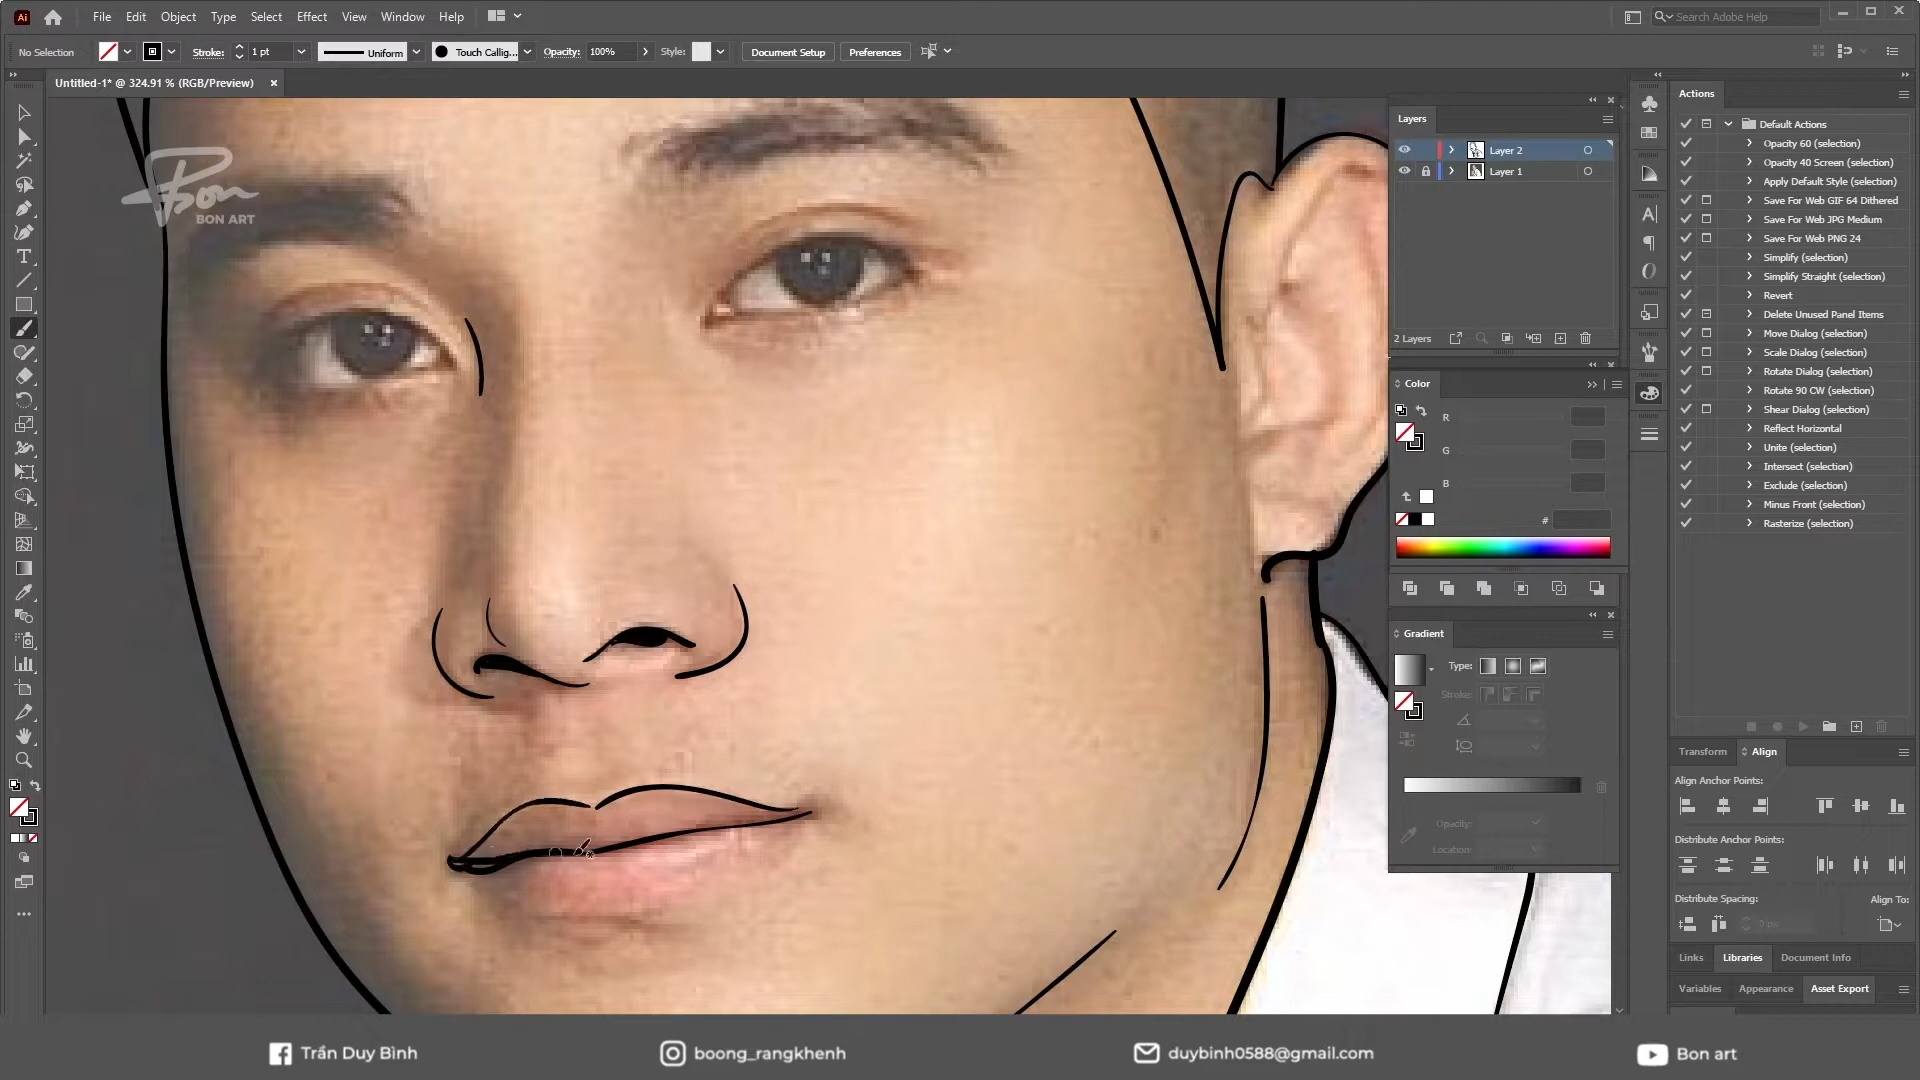 Ai
File Edit Object Type Select Effect View Window Help
Search Adobe Help
No Selection
Stroke: 1 pt
Uniform
Touch Callig...
Opacity: 100%
Style:
Document Setup
Preferences
Untitled-1* @ 324.91 % (RGB/Preview)
Bon
BON ART
Layers
Layer 2
Layer 1
2 Layers
Color
R
G
B
#
Gradient
Type:
Stroke:
Opacity:
Location:
Actions
Default Actions
Opacity 60 (selection)
Opacity 40 Screen (selection)
Apply Default Style (selection)
Save For Web GIF 64 Dithered
Save For Web JPG Medium
Save For Web PNG 24
Simplify (selection)
Simplify Straight (selection)
Revert
Delete Unused Panel Items
Move Dialog (selection)
Scale Dialog (selection)
Rotate Dialog (selection)
Rotate 90 CW (selection)
Shear Dialog (selection)
Reflect Horizontal
Unite (selection)
Intersect (selection)
Exclude (selection)
Minus Front (selection)
Rasterize (selection)
Transform Align
Align Anchor Points:
Distribute Anchor Points:
Distribute Spacing: Align To:
0 px
Links Libraries Document Info
Variables Appearance Asset Export
Trần Duy Bình
boong_rangkhenh
duybinh0588@gmail.com
Bon art